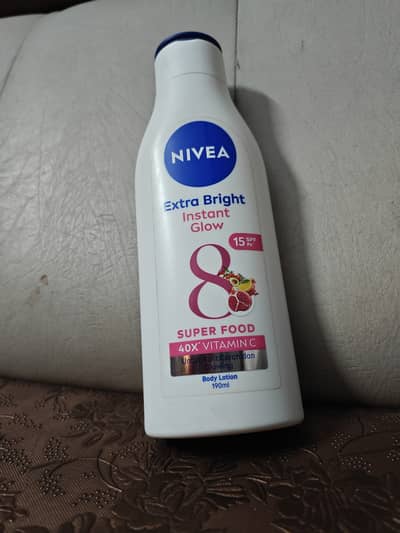 NIVEA
Extra Bright
Instant
Glow
15 SPF
8
SUPER FOOD
40X* VITAMIN C
Body Lotion
190ml